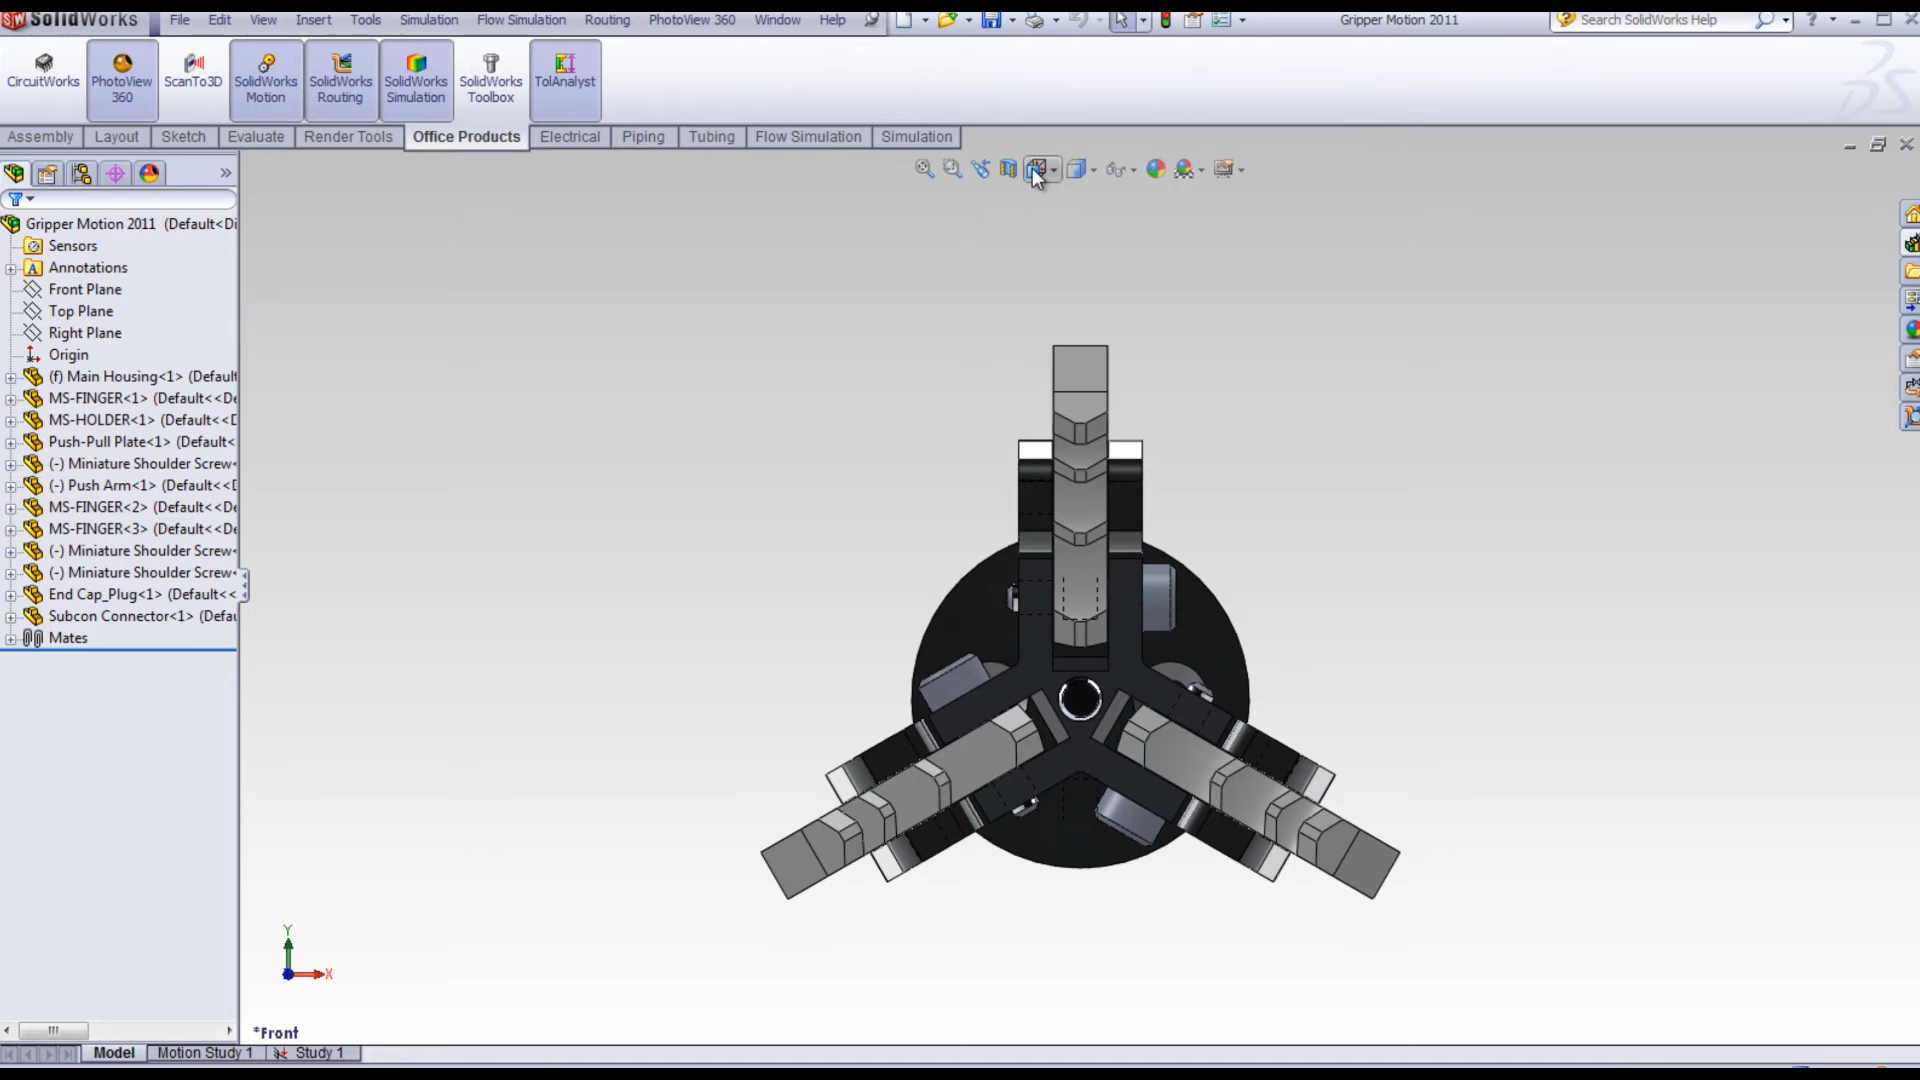 SolidWorks File Edit View Insert Tools Simulation Flow Simulation Routing PhotoView 360 Window Help Gripper Motion 2011 Search SolidWorks Help ?
CircuitWorks PhotoView 360 ScanTo3D SolidWorks Motion SolidWorks Routing SolidWorks Simulation SolidWorks Toolbox TolAnalyst
Assembly Layout Sketch Evaluate Render Tools Office Products Electrical Piping Tubing Flow Simulation Simulation
Gripper Motion 2011 (Default<Di
Sensors
Annotations
Front Plane
Top Plane
Right Plane
Origin
(f) Main Housing<1> (Default
MS-FINGER<1> (Default<<De
MS-HOLDER<1> (Default<<D
Push-Pull Plate<1> (Default<
(-) Miniature Shoulder Screw<
(-) Push Arm<1> (Default<<D
MS-FINGER<2> (Default<<De
MS-FINGER<3> (Default<<De
(-) Miniature Shoulder Screw<
(-) Miniature Shoulder Screw<
End Cap_Plug<1> (Default<<
Subcon Connector<1> (Defau
Mates
Y
X
*Front
Model Motion Study 1 Study 1